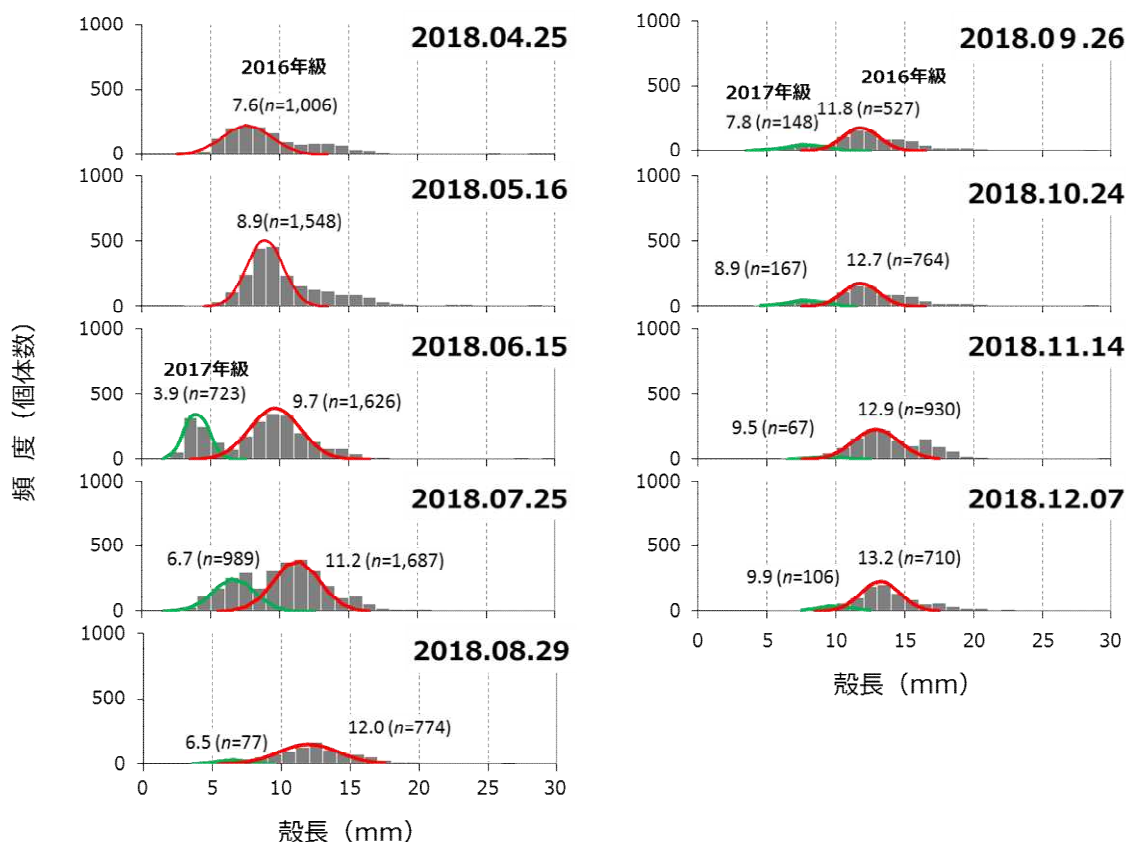 頻 度 (個体数)
1000
500
0
2018.04.25
2016年級
7.6(n=1,006)
1000
500
0
2018.05.16
8.9(n=1,548)
1000
500
0
2018.06.15
2017年級
3.9 (n=723)
9.7 (n=1,626)
1000
500
0
2018.07.25
6.7 (n=989)
11.2 (n=1,687)
1000
500
0
2018.08.29
6.5 (n=77)
12.0 (n=774)
0 5 10 15 20 25 30
殻長（mm）
1000
500
0
2018.09.26
2016年級
2017年級
11.8 (n=527)
7.8 (n=148)
1000
500
0
2018.10.24
8.9 (n=167)
12.7 (n=764)
1000
500
0
2018.11.14
9.5 (n=67)
12.9 (n=930)
1000
500
0
2018.12.07
9.9 (n=106)
13.2 (n=710)
0 5 10 15 20 25 30
殻長（mm）